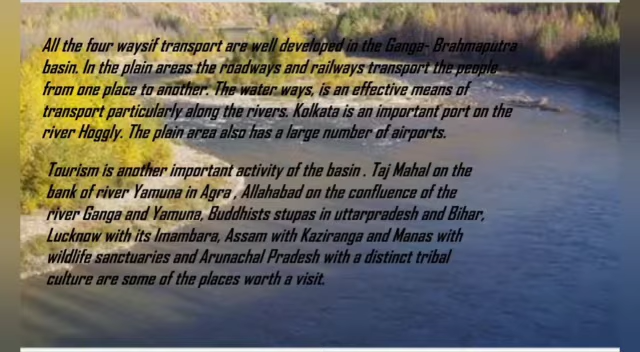 All the four waysif transport are well developed in the Ganga- Brahmaputra
basin. In the plain areas the roadways and railways transport the people
from one place to another. The water ways, is an effective means of
transport particularly along the rivers. Kolkata is an important port on the
river Hoggly. The plain area also has a large number of airports.
Tourism is another important activity of the basin . Taj Mahal on the
bank of river Yamuna in Agra , Allahabad on the confluence of the
river Ganga and Yamuna, Buddhists stupas in uttarpradesh and Bihar,
Lucknow with its Imambara, Assam with Kaziranga and Manas with
wildlife sanctuaries and Arunachal Pradesh with a distinct tribal
culture are some of the places worth a visit.